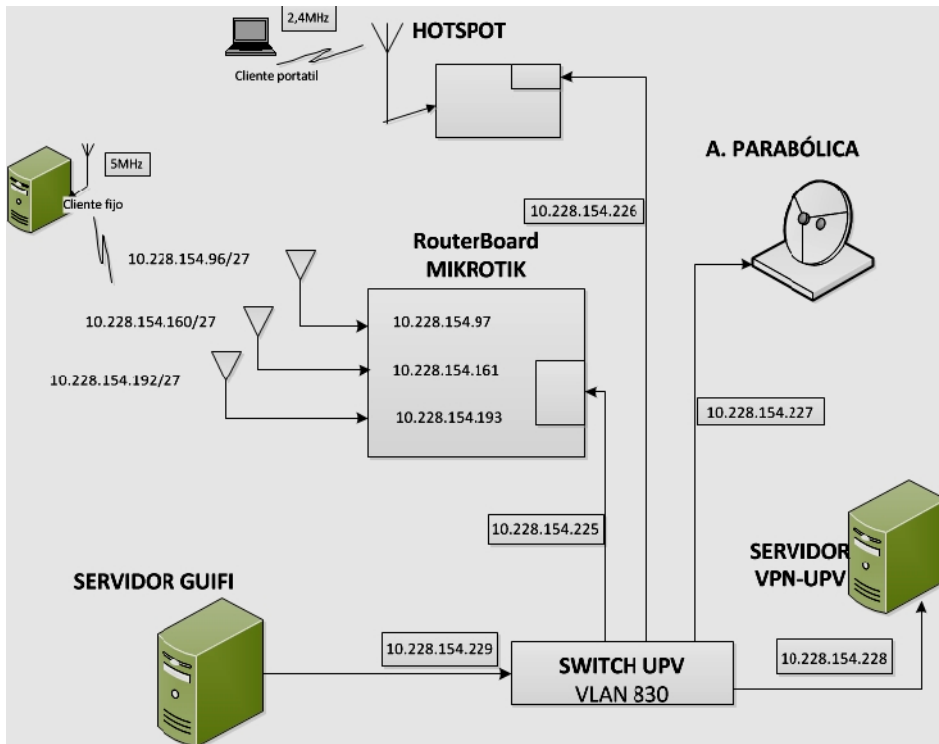 2,4MHz
HOTSPOT
Cliente portatil
5MHz
Cliente fijo
A. PARABÓLICA
10.228.154.226
RouterBoard
MIKROTIK
10.228.154.96/27
10.228.154.160/27
10.228.154.192/27
10.228.154.97
10.228.154.161
10.228.154.193
10.228.154.227
10.228.154.225
SERVIDOR
VPN-UPV
SERVIDOR GUIFI
10.228.154.229
SWITCH UPV
VLAN 830
10.228.154.228